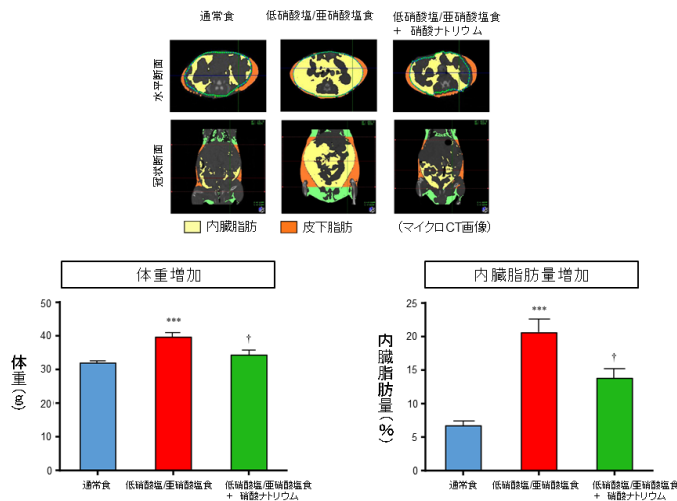 通常食
低硝酸塩/亜硝酸塩食
低硝酸塩/亜硝酸塩食
+ 硝酸ナトリウム
水平断面
冠状断面
内臓脂肪
皮下脂肪
(マイクロCT画像)
体重増加
50
40
30
20
10
0
体重(g)
***
†
通常食
低硝酸塩/亜硝酸塩食
低硝酸塩/亜硝酸塩食
+ 硝酸ナトリウム
内臓脂肪量増加
25
20
15
10
5
0
内臓脂肪量(%)
***
†
通常食
低硝酸塩/亜硝酸塩食
低硝酸塩/亜硝酸塩食
+ 硝酸ナトリウム